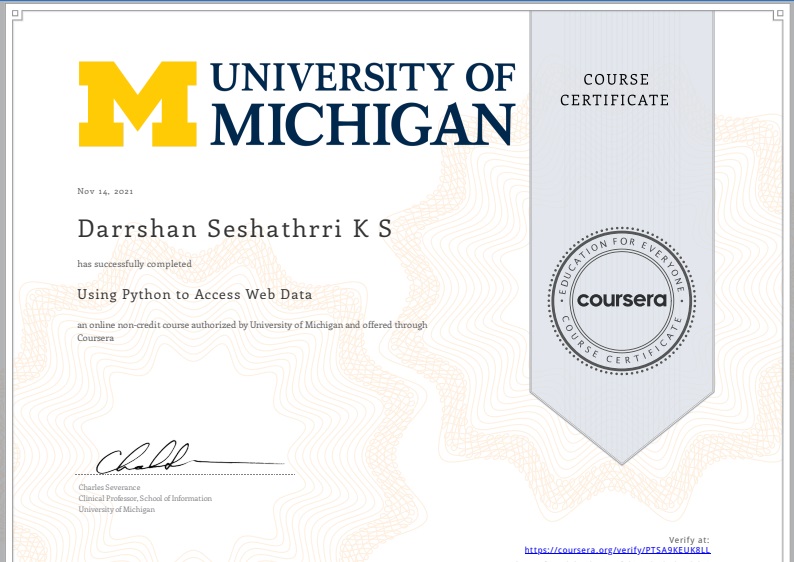 UNIVERSITY OF
MICHIGAN
COURSE
CERTIFICATE
Nov 14, 2021
Darrshan Seshathrri K S
has successfully completed
Using Python to Access Web Data
an online non-credit course authorized by University of Michigan and offered through
Coursera
EDUCATION FOR EVERYONE
coursera
COURSE CERTIFICATE
Charles Severance
Clinical Professor, School of Information
University of Michigan
Verify at:
https://coursera.org/verify/PTSA9KEUK8LL